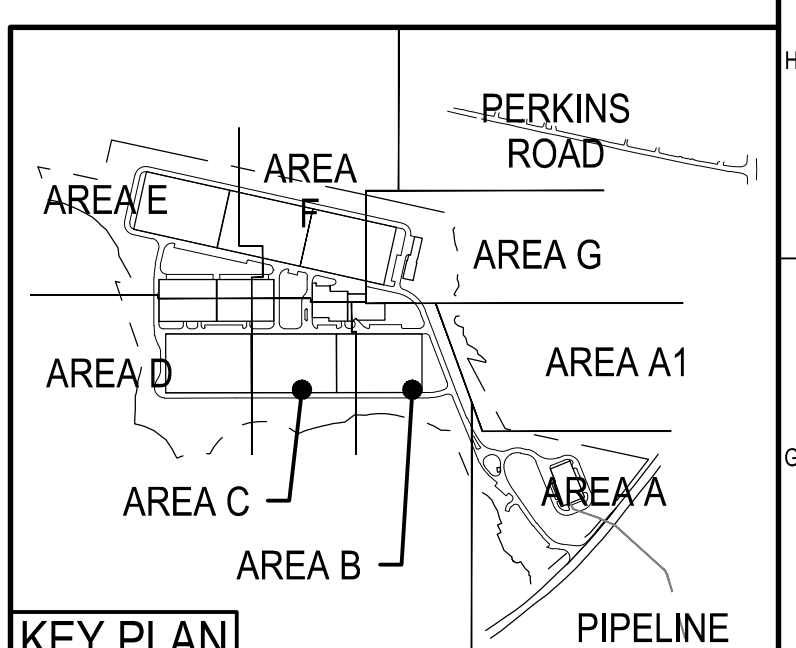 H
PERKINS
ROAD
AREA
F
AREA E
AREA G
AREA A1
AREA D
G
AREA A
AREA C
AREA B
PIPELINE
KEY PLAN